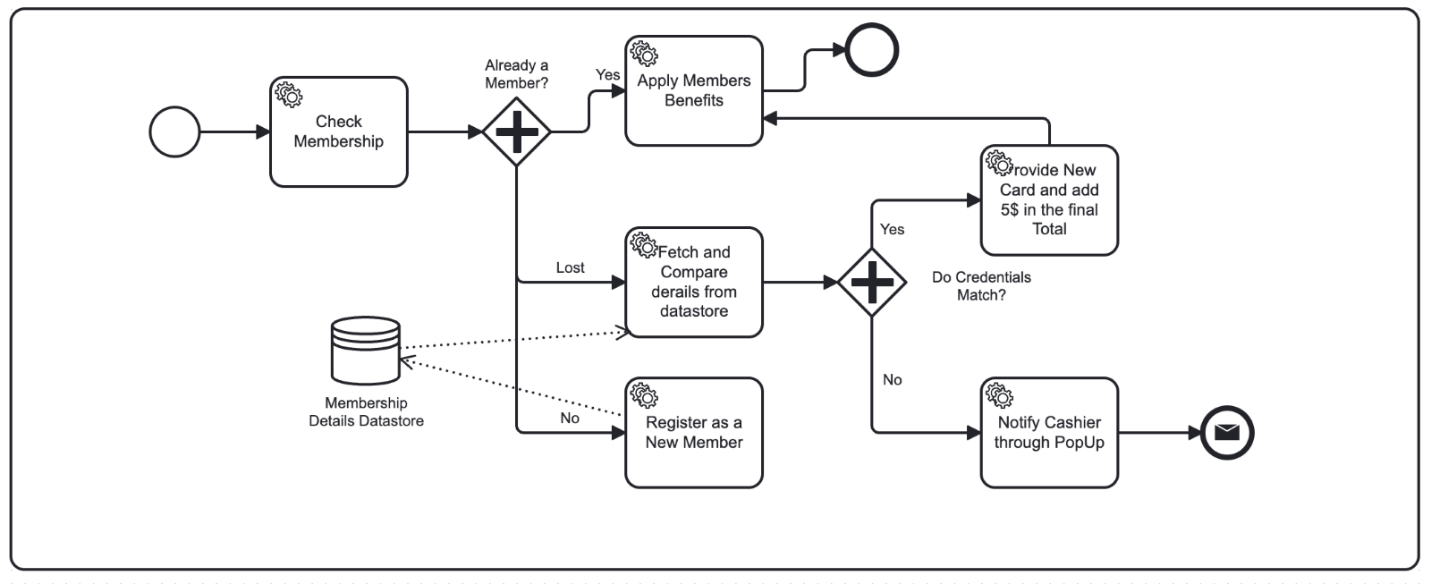 Already a
Member?
Yes
Apply Members
Benefits
Check
Membership
Provide New
Card and add
5$ in the final
Total
Yes
Fetch and
Compare
derails from
datastore
Lost
Do Credentials
Match?
Membership
Details Datastore
No
Register as a
New Member
No
Notify Cashier
through PopUp